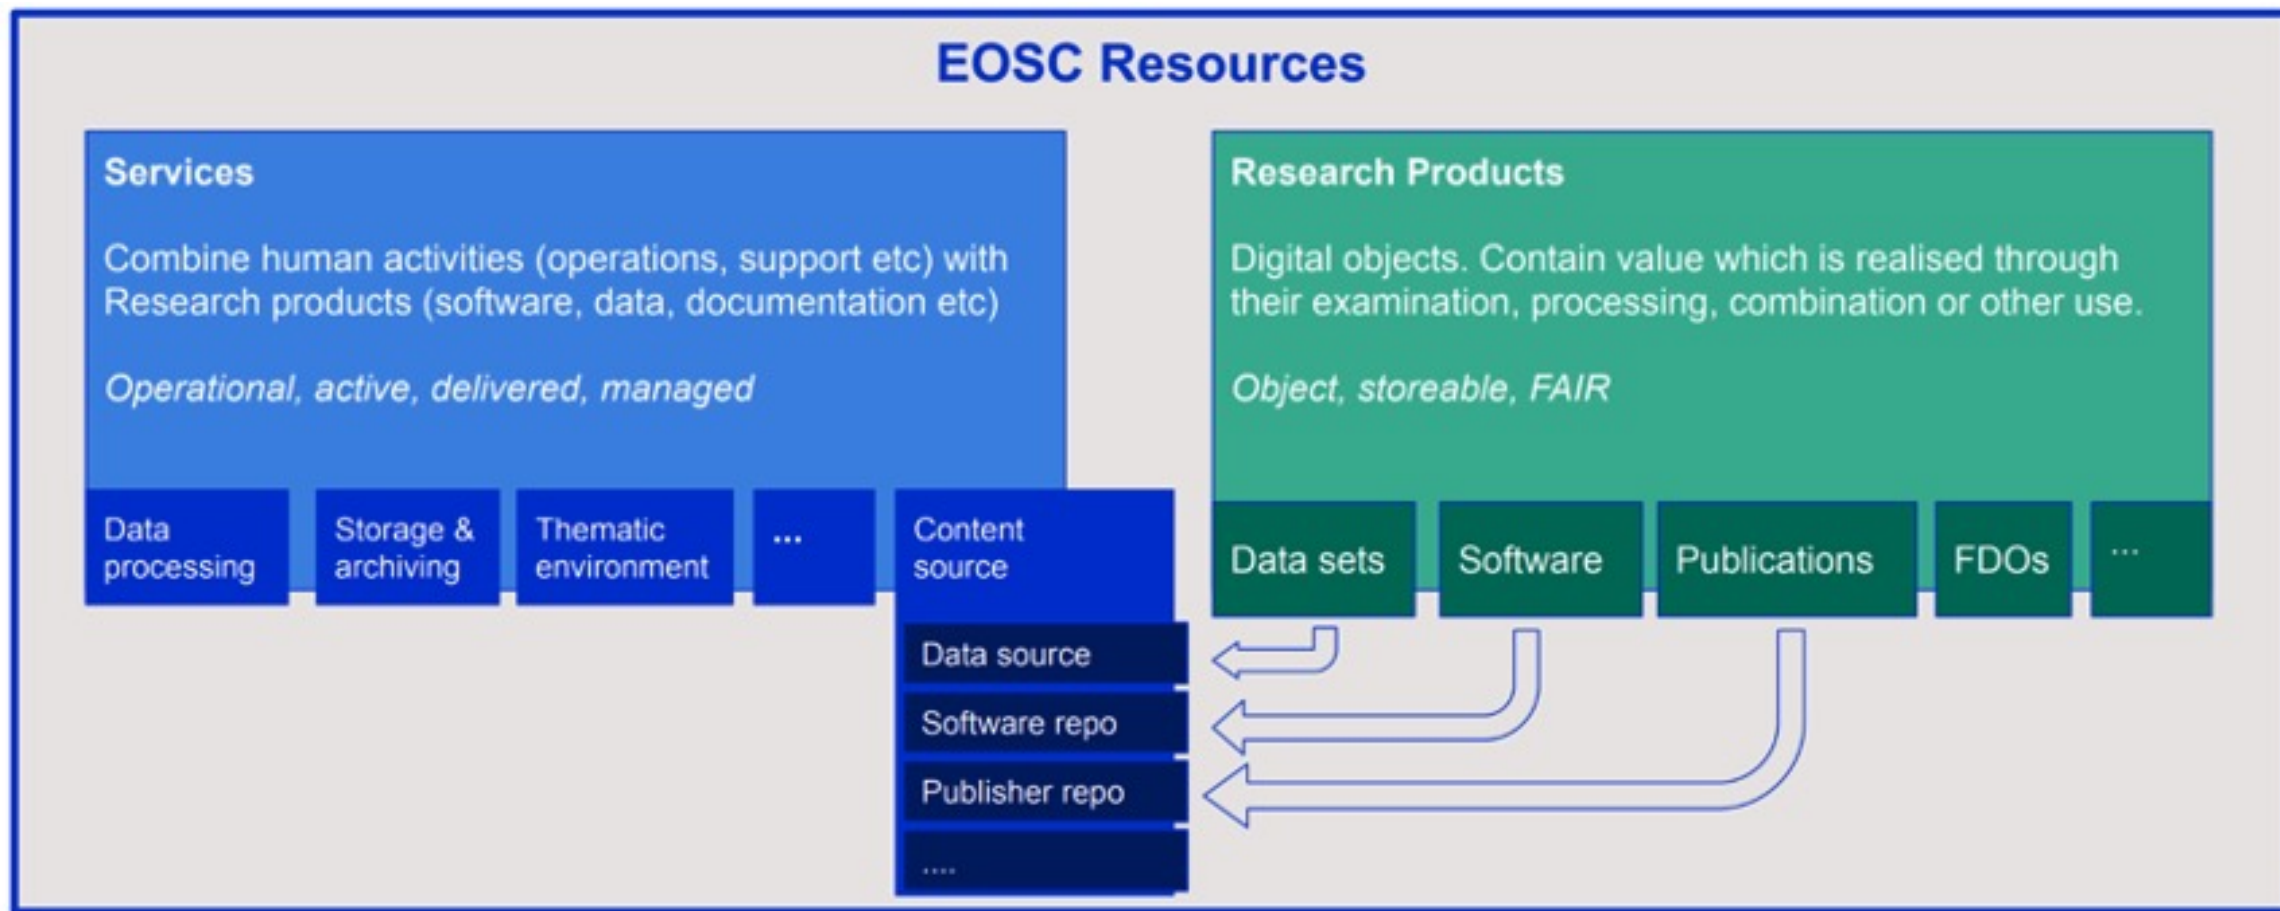 EOSC Resources
Services
Combine human activities (operations, support etc) with
Research products (software, data, documentation etc)
Operational, active, delivered, managed
Data
processing
Storage &
archiving
Thematic
environment
...
Content
source
Data source
Software repo
Publisher repo
....
Research Products
Digital objects. Contain value which is realised through
their examination, processing, combination or other use.
Object, storeable, FAIR
Data sets
Software
Publications
FDOs
...